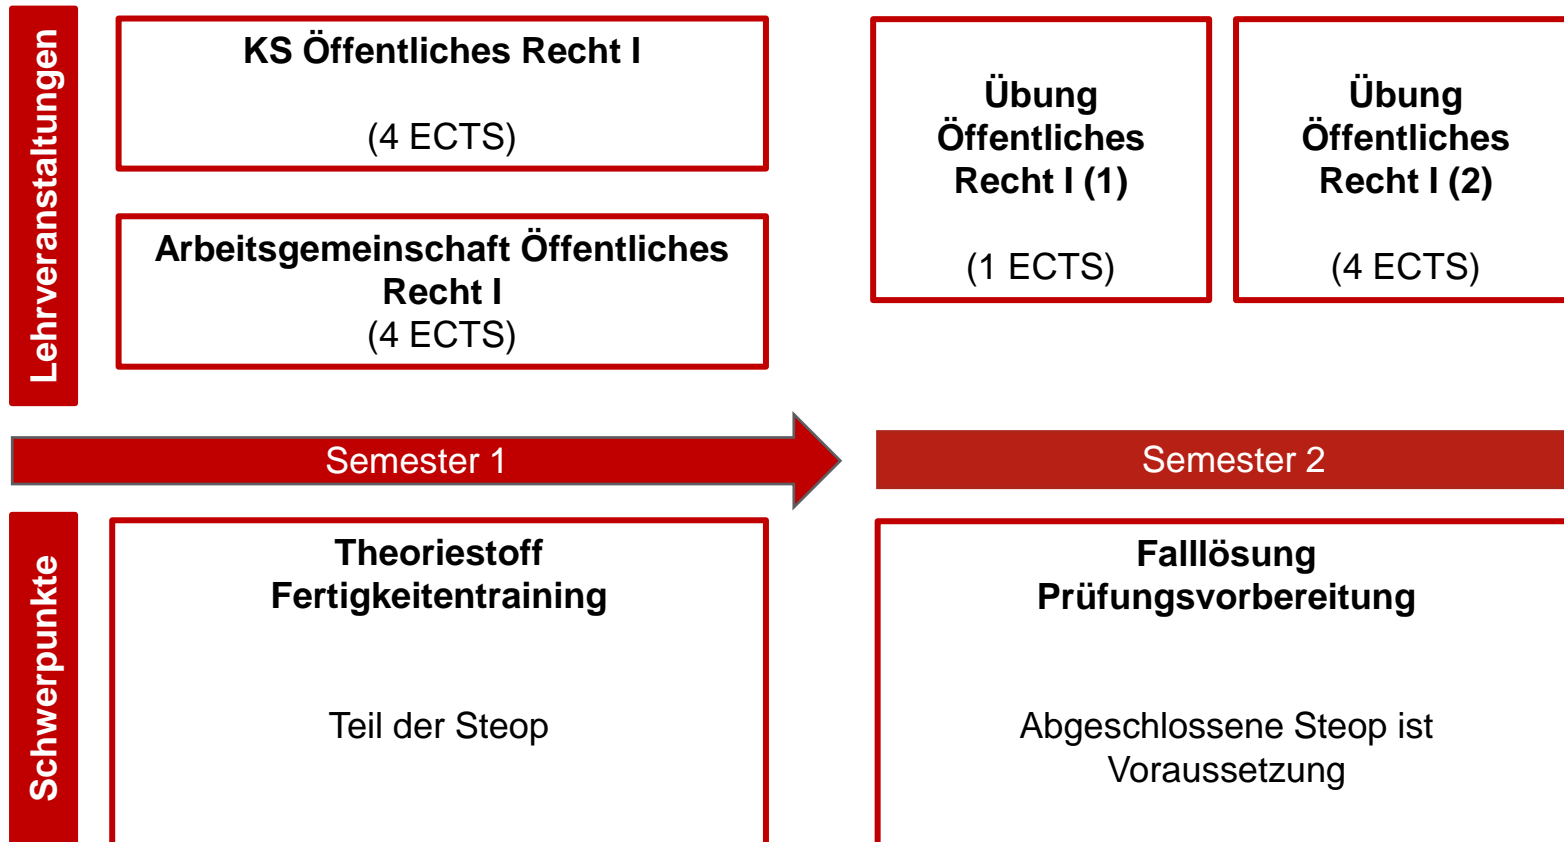 Lehrveranstaltungen
KS Öffentliches Recht I
(4 ECTS)
Arbeitsgemeinschaft Öffentliches
Recht I
(4 ECTS)
Übung
Öffentliches
Recht I (1)
(1 ECTS)
Übung
Öffentliches
Recht I (2)
(4 ECTS)
Semester 1
Semester 2
Schwerpunkte
Theoriestoff
Fertigkeitentraining
Teil der Steop
Falllösung
Prüfungsvorbereitung
Abgeschlossene Steop ist
Voraussetzung